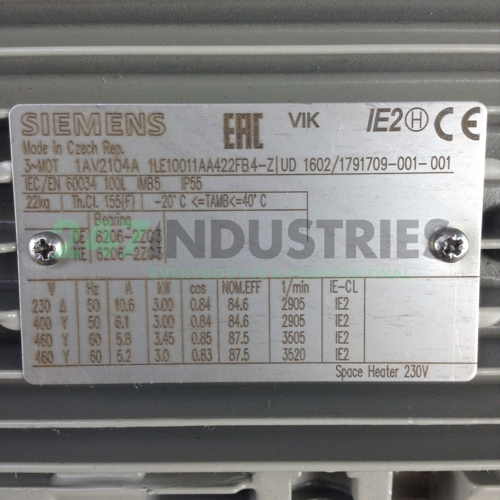 SIEMENS EAC VIK IE2 H CE
Made in Czech Rep.
3~MOT 1AV2104A 1LE10011AA422FB4-Z UD 1602/1791709-001-001
IEC/EN 60034 100L IMB5 IP55
22kg Th.Cl. 155(F) -20°C <=TAMB<=40°C
Bearing
DE 6206-2ZC3
NE 6206-2ZC3
INDUSTRIES
V Hz A kW cos NOM.EFF 1/min IE-CL
230 Δ 50 10.6 3.00 0.84 84.6 2905 IE2
400 Y 50 6.1 3.00 0.84 84.6 2905 IE2
460 Y 60 5.8 3.45 0.85 87.5 3505 IE2
460 Y 60 5.2 3.0 0.83 87.5 3520 IE2
Space Heater 230V